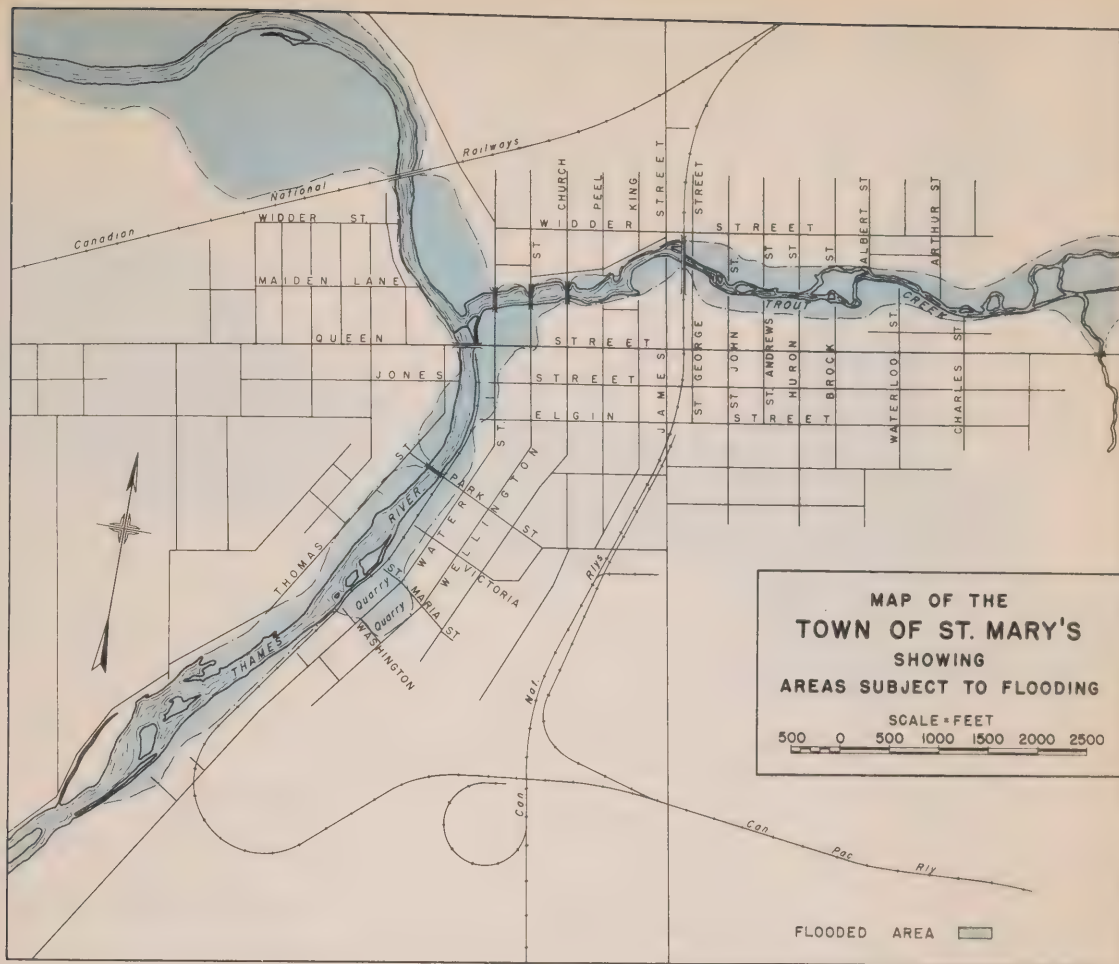 Canadian National Railways
WIDDER ST.
MAIDEN LANE
QUEEN STREET
JONES STREET
ELGIN STREET
WIDDER STREET
CHURCH
PEEL
KING
JAMES STREET
ST GEORGE STREET
ST JOHN ST
ST. ANDREWS ST
HURON ST
BROCK ST
ALBERT ST
ARTHUR ST
WATERLOO ST
CHARLES ST
TROUT CREEK
WATER ST
WELLINGTON ST
PARK ST
VICTORIA
THOMAS ST
THAMES RIVER
Quarry
Quarry
MARIA ST
ST
WASHINGTON
Can. Nat. Rlys
Can Pac Rly
MAP OF THE
TOWN OF ST. MARY'S
SHOWING
AREAS SUBJECT TO FLOODING
SCALE = FEET
500 0 500 1000 1500 2000 2500
FLOODED AREA